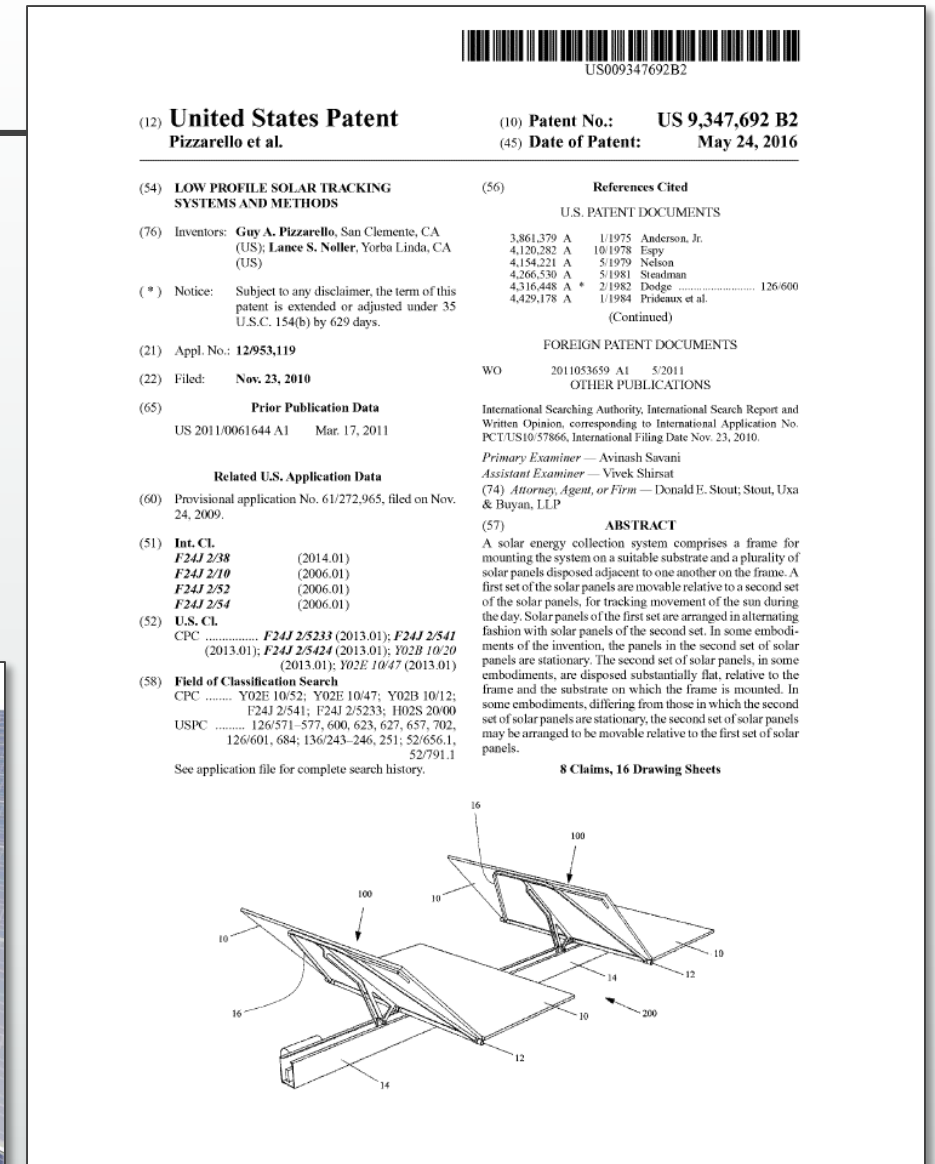 US009347692B2
(12) United States Patent
Pizzarello et al.
(10) Patent No.: US 9,347,692 B2
(45) Date of Patent: May 24, 2016
(54) LOW PROFILE SOLAR TRACKING
SYSTEMS AND METHODS
(76) Inventors: Guy A. Pizzarello, San Clemente, CA
(US); Lance S. Noller, Yorba Linda, CA
(US)
( * ) Notice: Subject to any disclaimer, the term of this
patent is extended or adjusted under 35
U.S.C. 154(b) by 629 days.
(21) Appl. No.: 12/953,119
(22) Filed: Nov. 23, 2010
(65) Prior Publication Data
US 2011/0061644 A1 Mar. 17, 2011
Related U.S. Application Data
(60) Provisional application No. 61/272,965, filed on Nov.
24, 2009.
(51) Int. Cl.
F24J 2/38 (2014.01)
F24J 2/10 (2006.01)
F24J 2/52 (2006.01)
F24J 2/54 (2006.01)
(52) U.S. Cl.
CPC ................ F24J 2/5233 (2013.01); F24J 2/541
(2013.01); F24J 2/5424 (2013.01); Y02B 10/20
(2013.01); Y02E 10/47 (2013.01)
(58) Field of Classification Search
CPC ........ Y02E 10/52; Y02E 10/47; Y02B 10/12;
F24J 2/541; F24J 2/5233; H02S 20/00
USPC ......... 126/571–577, 600, 623, 627, 657, 702,
126/601, 684; 136/243–246, 251; 52/656.1,
52/791.1
See application file for complete search history.
(56) References Cited
U.S. PATENT DOCUMENTS
3,861,379 A 1/1975 Anderson, Jr.
4,120,282 A 10/1978 Espy
4,154,221 A 5/1979 Nelson
4,266,530 A 5/1981 Steadman
4,316,448 A * 2/1982 Dodge .......................... 126/600
4,429,178 A 1/1984 Prideaux et al.
(Continued)
FOREIGN PATENT DOCUMENTS
WO 2011053659 A1 5/2011
OTHER PUBLICATIONS
International Searching Authority, International Search Report and
Written Opinion, corresponding to International Application No.
PCT/US10/57866, International Filing Date Nov. 23, 2010.
Primary Examiner — Avinash Savani
Assistant Examiner — Vivek Shirsat
(74) Attorney, Agent, or Firm — Donald E. Stout; Stout, Uxa
& Buyan, LLP
(57) ABSTRACT
A solar energy collection system comprises a frame for
mounting the system on a suitable substrate and a plurality of
solar panels disposed adjacent to one another on the frame. A
first set of the solar panels are movable relative to a second set
of the solar panels, for tracking movement of the sun during
the day. Solar panels of the first set are arranged in alternating
fashion with solar panels of the second set. In some embodi-
ments of the invention, the panels in the second set of solar
panels are stationary. The second set of solar panels, in some
embodiments, are disposed substantially flat, relative to the
frame and the substrate on which the frame is mounted. In
some embodiments, differing from those in which the second
set of solar panels are stationary, the second set of solar panels
may be arranged to be movable relative to the first set of solar
panels.
8 Claims, 16 Drawing Sheets
16
100
100
10
10
10
14
12
16
200
10
12
14